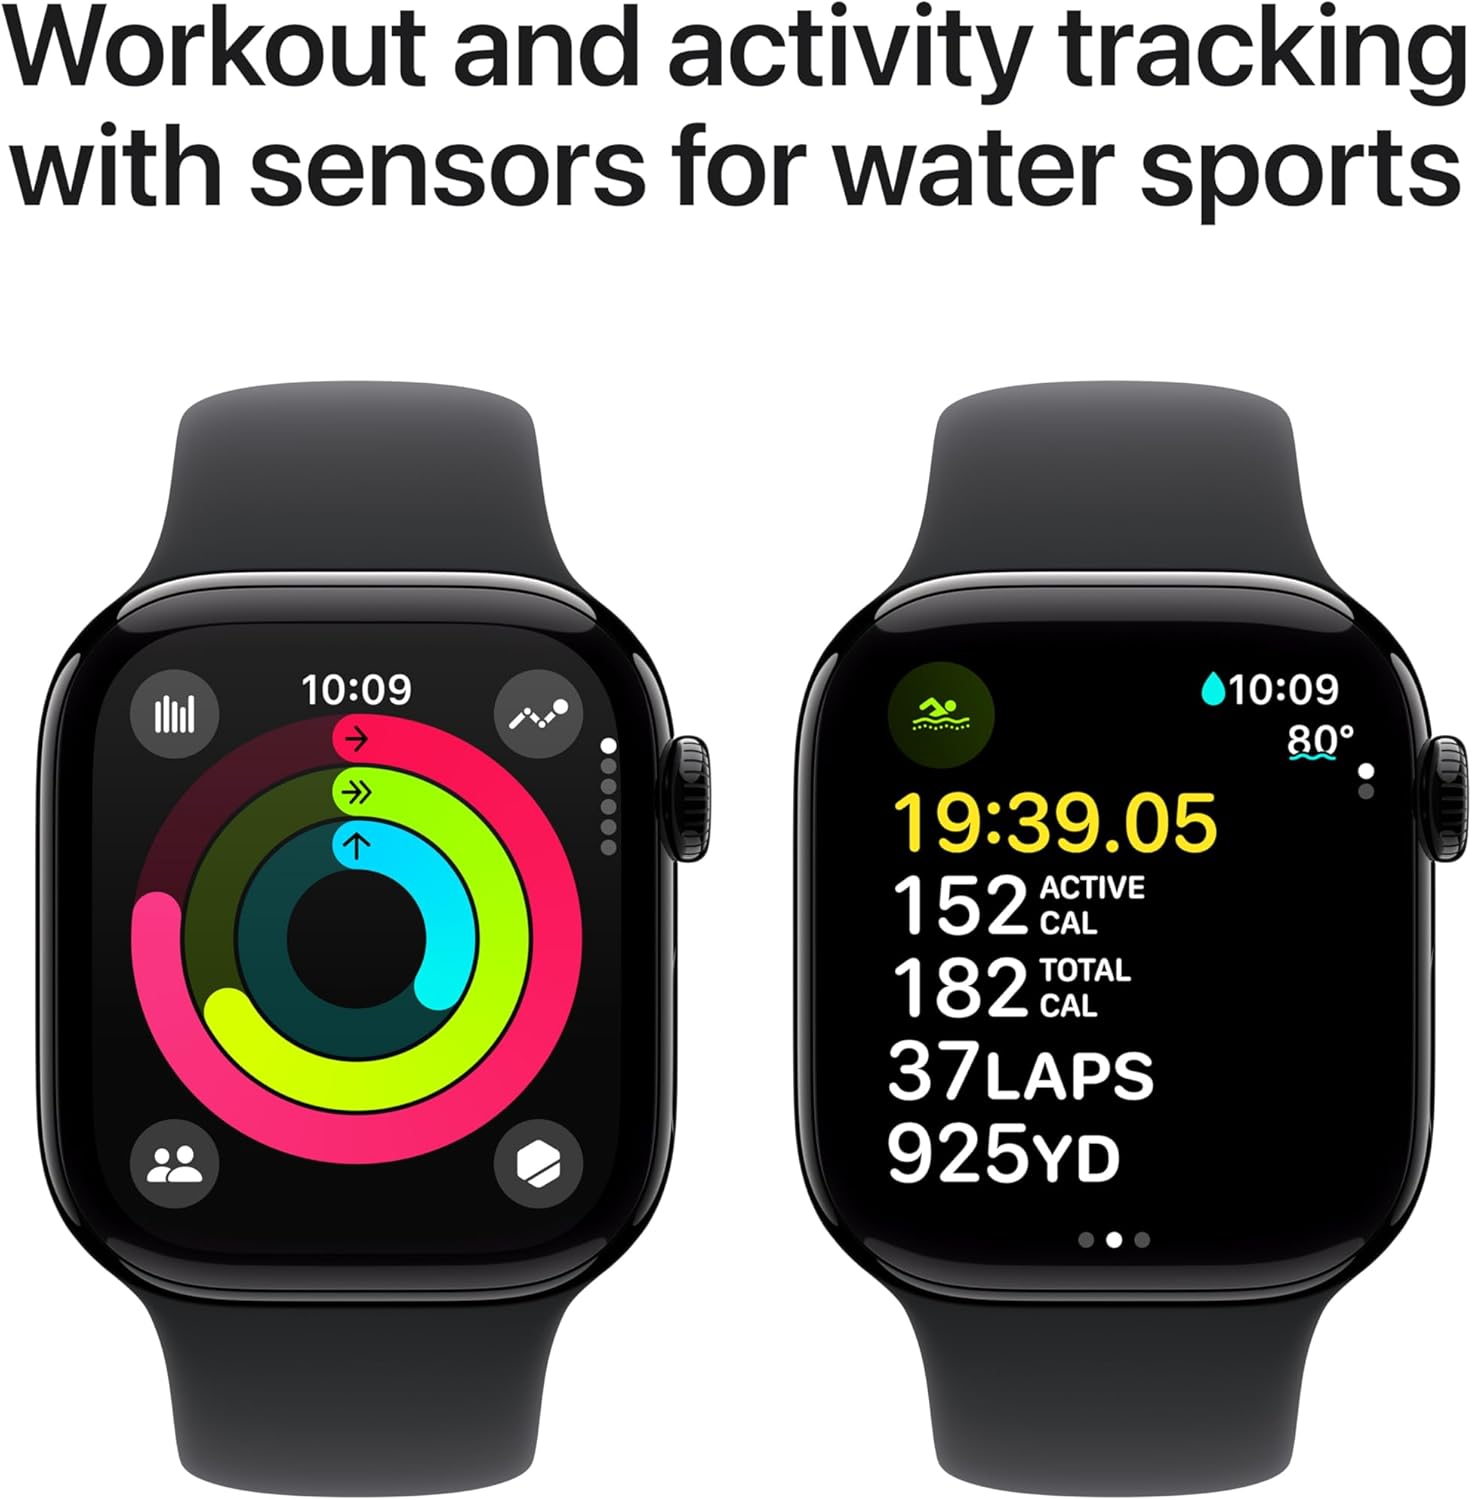 Workout and activity tracking
with sensors for water sports
10:09
10:09
80°
19:39.05
152 ACTIVE
CAL
182 TOTAL
CAL
37LAPS
925YD